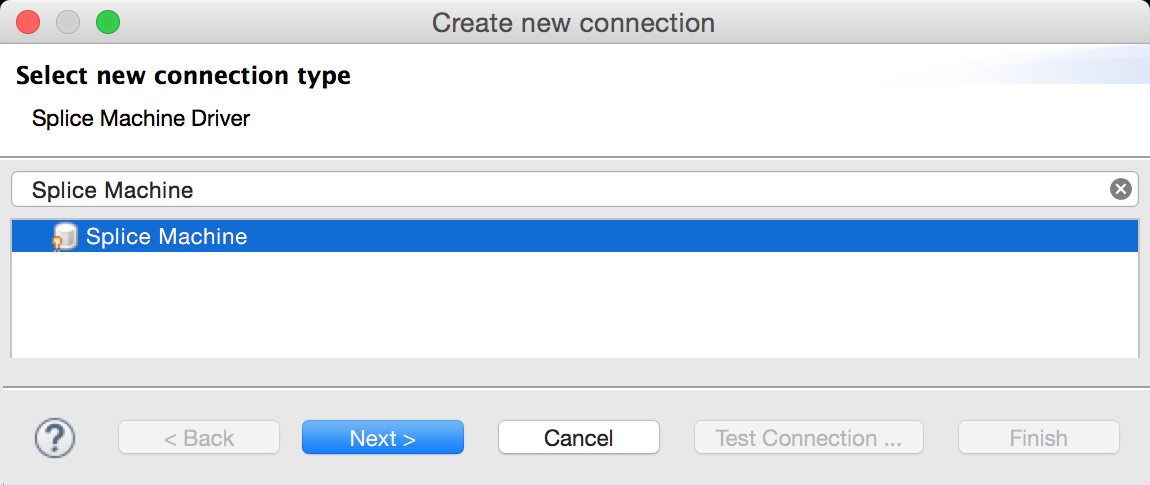 Create new connection
Select new connection type
Splice Machine Driver
Splice Machine
Splice Machine
? < Back Next > Cancel Test Connection ... Finish